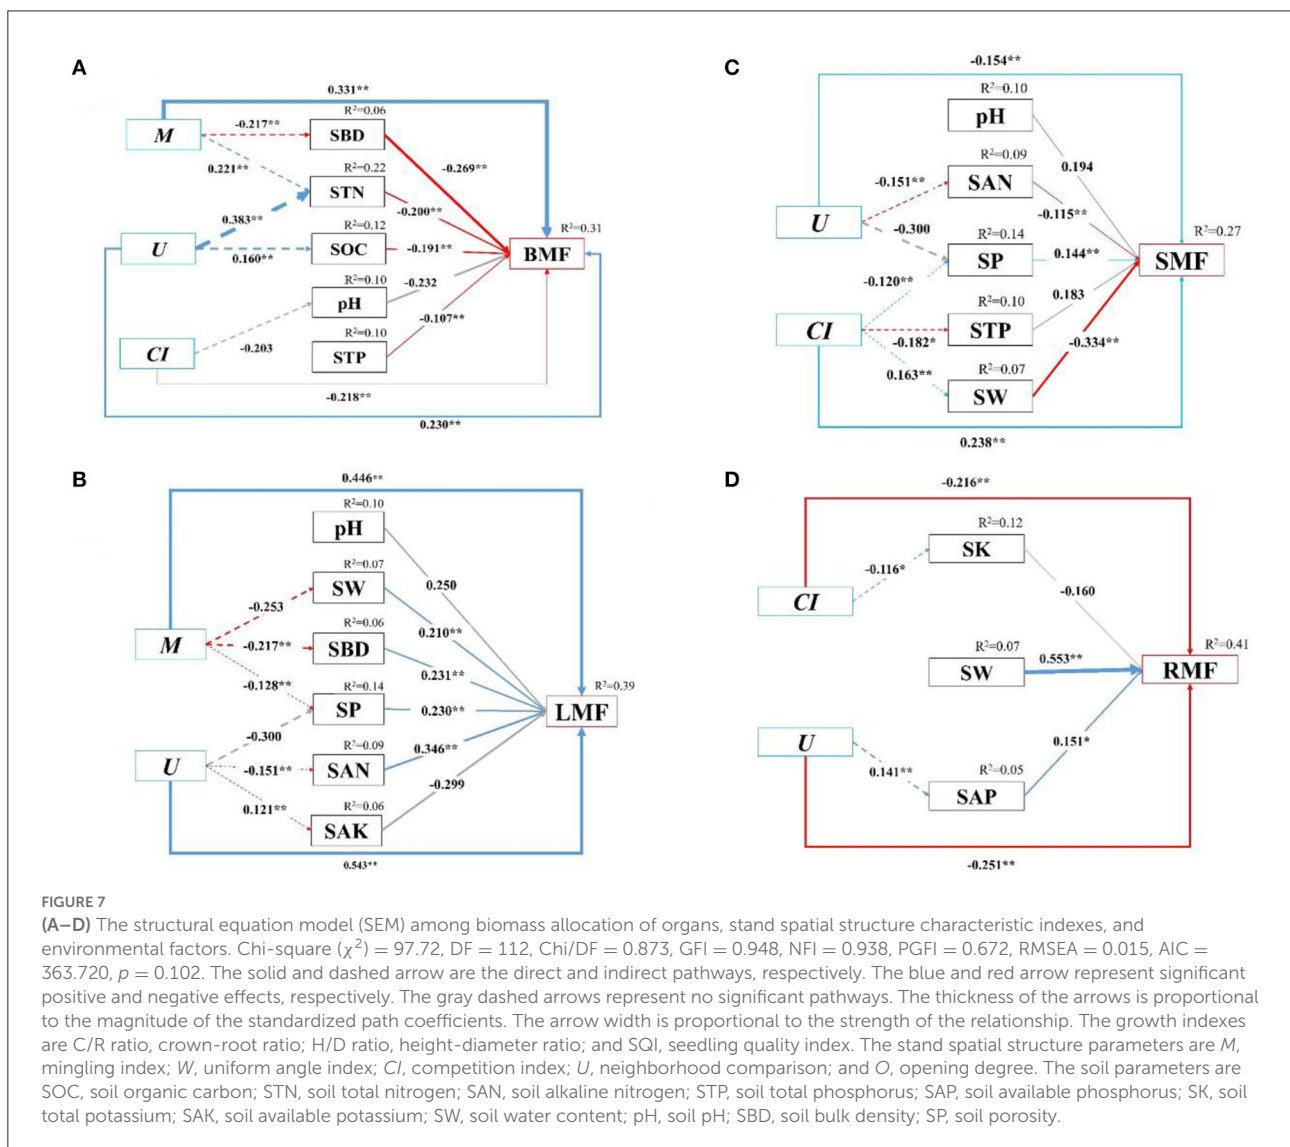 A
0.331**
R²=0.06
M
-0.217**
SBD
0.221**
R²=0.22
-0.269**
STN
0.383**
-0.200**
R²=0.12
U
0.160**
SOC
-0.191**
R²=0.31
BMF
R²=0.10
-0.232
pH
-0.107**
R²=0.10
CI
-0.203
STP
-0.218**
0.230**
B
0.446**
R²=0.10
pH
R²=0.07
-0.253
SW
0.250
R²=0.06
0.210**
M
-0.217**
SBD
0.231**
-0.128**
R²=0.14
R²=0.39
SP
0.230**
LMF
-0.300
R²=0.09
0.346**
U
-0.151**
SAN
-0.299
0.121**
R²=0.06
SAK
0.543**
C
-0.154**
R²=0.10
pH
R²=0.09
0.194
-0.151**
SAN
-0.115**
U
-0.300
R²=0.14
R²=0.27
SP
0.144**
SMF
-0.120**
R²=0.10
0.183
CI
STP
-0.182*
-0.334**
0.163**
R²=0.07
SW
0.238**
D
-0.216**
R²=0.12
SK
-0.116*
-0.160
CI
R²=0.07
0.553**
R²=0.41
SW
RMF
U
0.151*
0.141**
R²=0.05
SAP
-0.251**
FIGURE 7
(A–D) The structural equation model (SEM) among biomass allocation of organs, stand spatial structure characteristic indexes, and
environmental factors. Chi-square (χ²) = 97.72, DF = 112, Chi/DF = 0.873, GFI = 0.948, NFI = 0.938, PGFI = 0.672, RMSEA = 0.015, AIC =
363.720, p = 0.102. The solid and dashed arrow are the direct and indirect pathways, respectively. The blue and red arrow represent significant
positive and negative effects, respectively. The gray dashed arrows represent no significant pathways. The thickness of the arrows is proportional
to the magnitude of the standardized path coefficients. The arrow width is proportional to the strength of the relationship. The growth indexes
are C/R ratio, crown-root ratio; H/D ratio, height-diameter ratio; and SQI, seedling quality index. The stand spatial structure parameters are M,
mingling index; W, uniform angle index; CI, competition index; U, neighborhood comparison; and O, opening degree. The soil parameters are
SOC, soil organic carbon; STN, soil total nitrogen; SAN, soil alkaline nitrogen; STP, soil total phosphorus; SAP, soil available phosphorus; SK, soil
total potassium; SAK, soil available potassium; SW, soil water content; pH, soil pH; SBD, soil bulk density; SP, soil porosity.